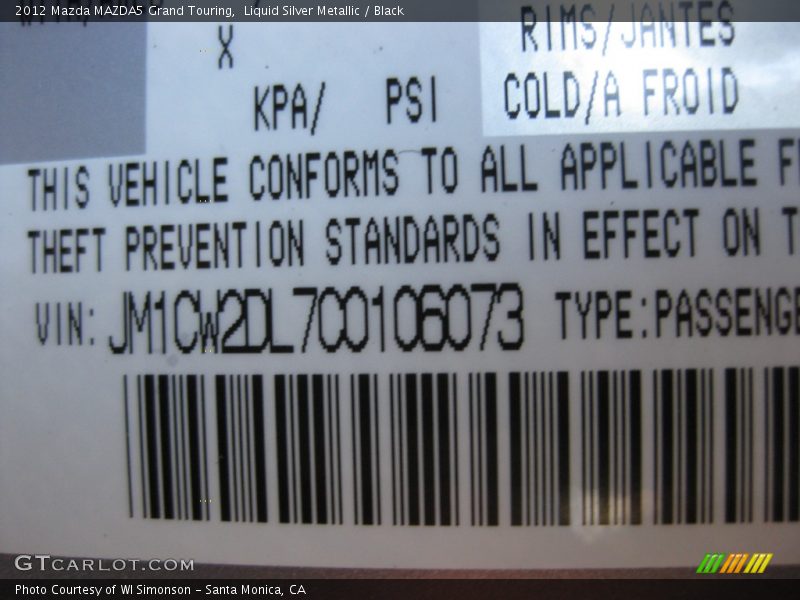 2012 Mazda MAZDA5 Grand Touring, Liquid Silver Metallic / Black
RIMS/JANTES
X
KPA/ PSI COLD/A FROID
THIS VEHICLE CONFORMS TO ALL APPLICABLE F
THEFT PREVENTION STANDARDS IN EFFECT ON T
VIN: JM1CW2DL7C0106073 TYPE:PASSENGE
GTCARLOT.COM
Photo Courtesy of WI Simonson – Santa Monica, CA